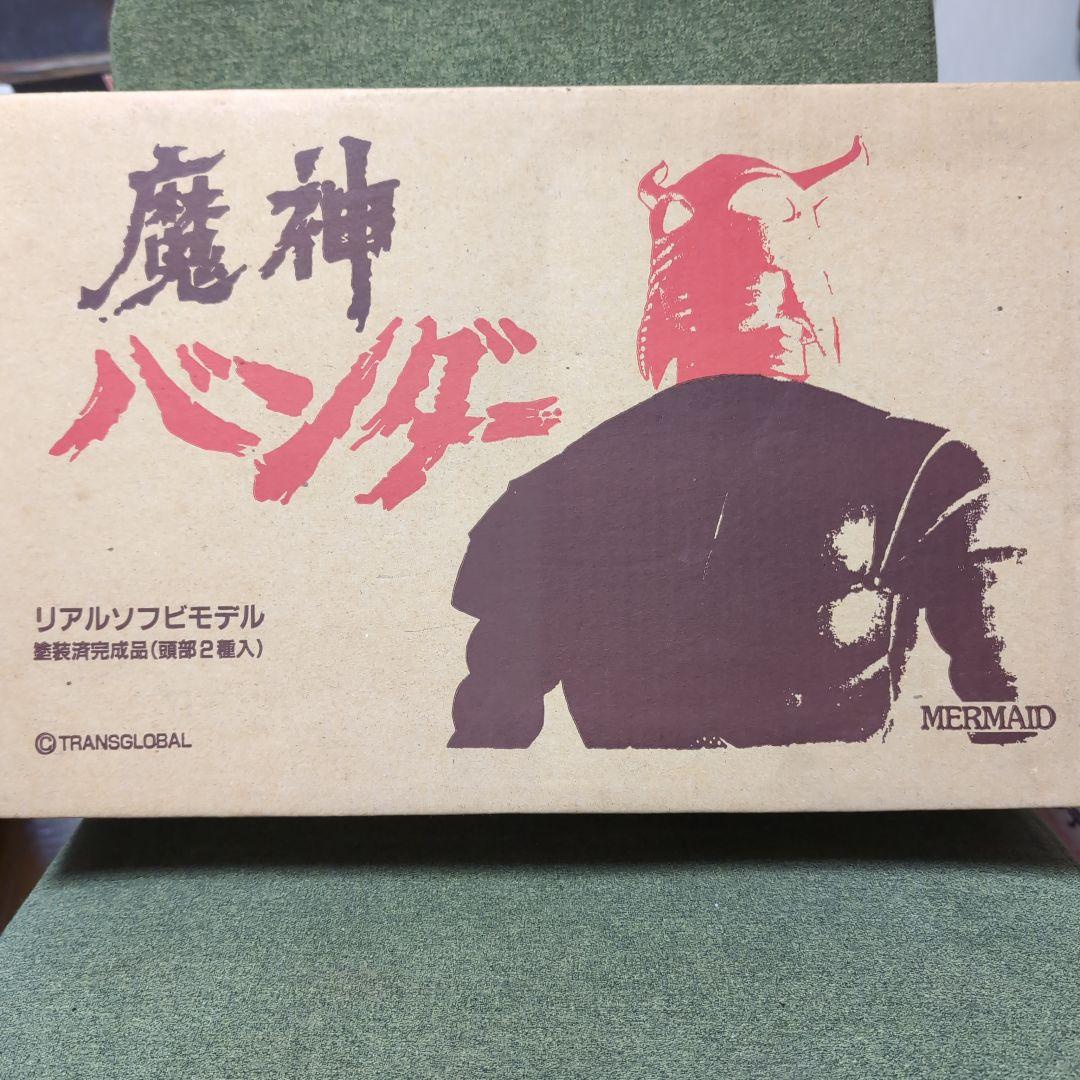 魔神
バンダー
リアルソフビモデル
塗装済完成品(頭部2種入)
©TRANSGLOBAL
MERMAID